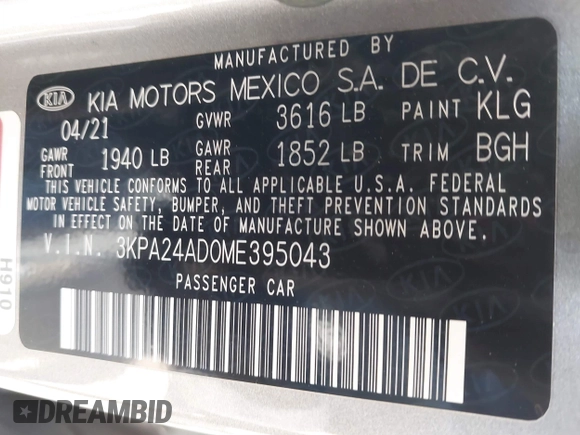 MANUFACTURED BY
KIA KIA MOTORS MEXICO S.A. DE C.V.
04/21 GVWR 3616 LB PAINT KLG
GAWR FRONT 1940 LB GAWR REAR 1852 LB TRIM BGH
THIS VEHICLE CONFORMS TO ALL APPLICABLE U.S.A. FEDERAL
MOTOR VEHICLE SAFETY, BUMPER, AND THEFT PREVENTION STANDARDS
IN EFFECT ON THE DATE OF MANUFACTURE SHOWN ABOVE.
V.I.N. 3KPA24AD0ME395043
PASSENGER CAR
H910
DREAMBID